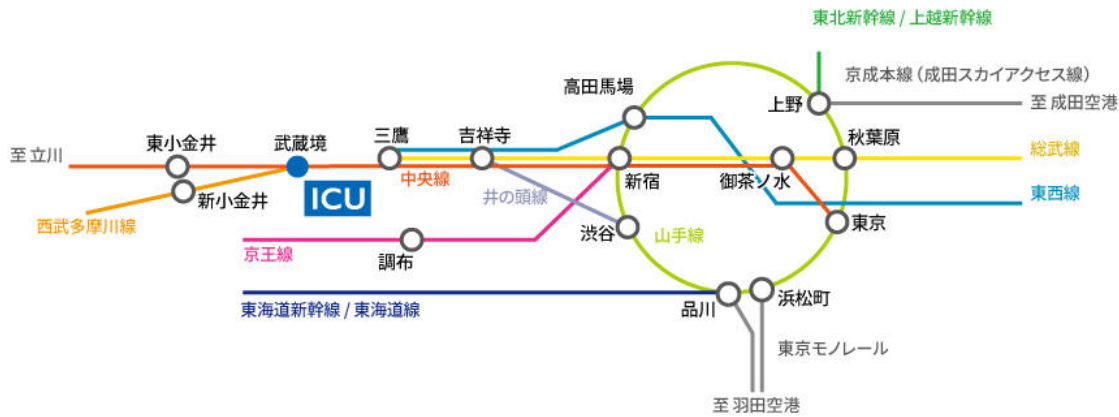 東北新幹線 / 上越新幹線
京成本線（成田スカイアクセス線）
至 成田空港
高田馬場
上野
秋葉原
総武線
至 立川
東小金井
武蔵境
三鷹
吉祥寺
中央線
新宿
御茶ノ水
東西線
ICU
新小金井
井の頭線
西武多摩川線
渋谷
山手線
東京
京王線
調布
東海道新幹線 / 東海道線
品川
浜松町
東京モノレール
至 羽田空港